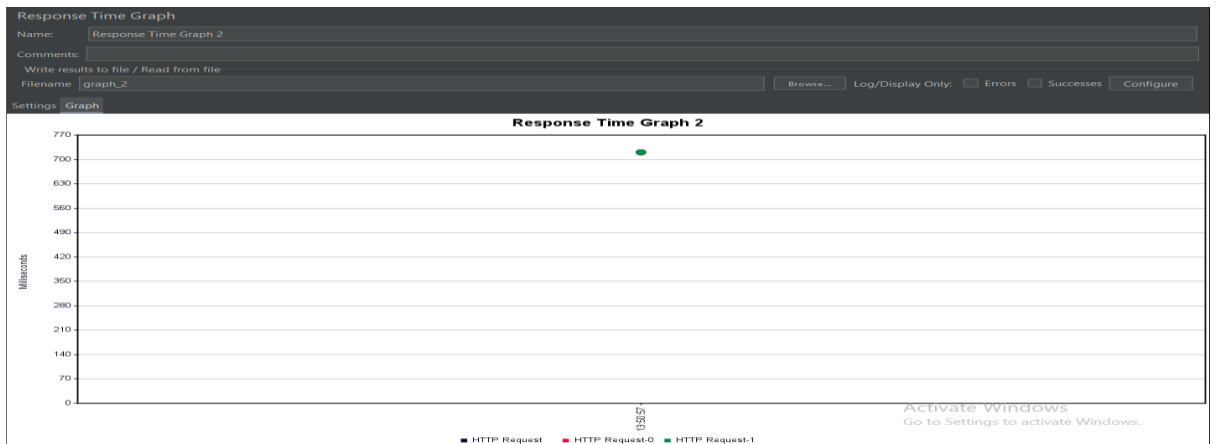 Response Time Graph
Name: Response Time Graph 2
Comments:
Write results to file / Read from file
Filename graph_2 Browse... Log/Display Only: Errors Successes Configure
Settings Graph
Response Time Graph 2
770
700
630
560
490
420
350
280
210
140
70
0
Milliseconds
13:50:57
Activate Windows
Go to Settings to activate Windows.
HTTP Request HTTP Request-0 HTTP Request-1